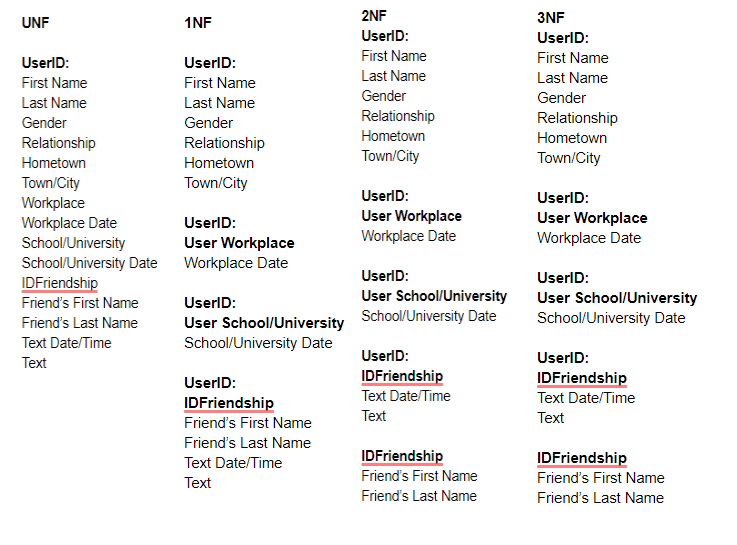 UNF
UserID:
First Name
Last Name
Gender
Relationship
Hometown
Town/City
Workplace
Workplace Date
School/University
School/University Date
IDFriendship
Friend's First Name
Friend's Last Name
Text Date/Time
Text
1NF
UserID:
First Name
Last Name
Gender
Relationship
Hometown
Town/City
UserID:
User Workplace
Workplace Date
UserID:
User School/University
School/University Date
UserID:
IDFriendship
Friend's First Name
Friend's Last Name
Text Date/Time
Text
2NF
UserID:
First Name
Last Name
Gender
Relationship
Hometown
Town/City
UserID:
User Workplace
Workplace Date
UserID:
User School/University
School/University Date
UserID:
IDFriendship
Text Date/Time
Text
IDFriendship
Friend's First Name
Friend's Last Name
3NF
UserID:
First Name
Last Name
Gender
Relationship
Hometown
Town/City
UserID:
User Workplace
Workplace Date
UserID:
User School/University
School/University Date
UserID:
IDFriendship
Text Date/Time
Text
IDFriendship
Friend's First Name
Friend's Last Name